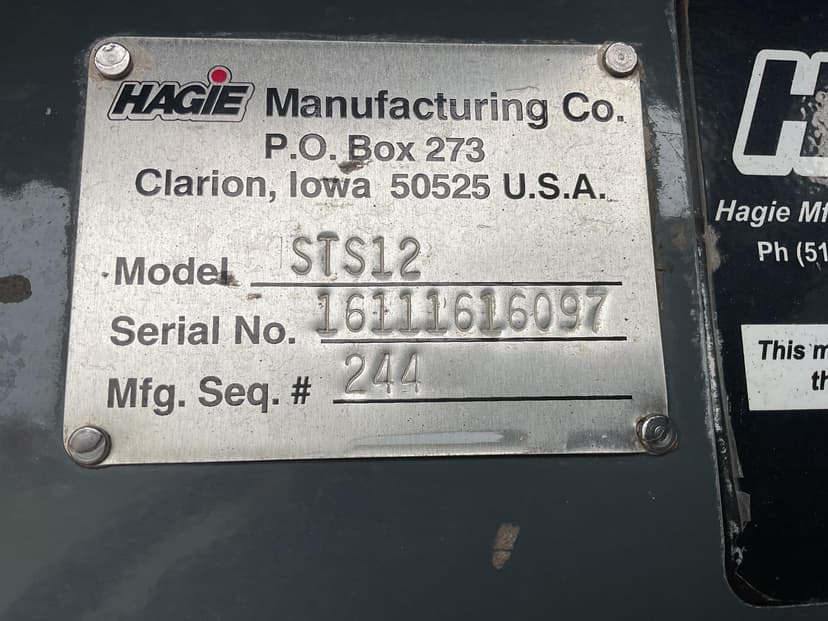 HAGIE Manufacturing Co.
P.O. Box 273
Clarion, Iowa 50525 U.S.A.
Model STS12
Serial No. 16111616097
Mfg. Seq. # 244
H
Hagie Mf
Ph (51
This m
th